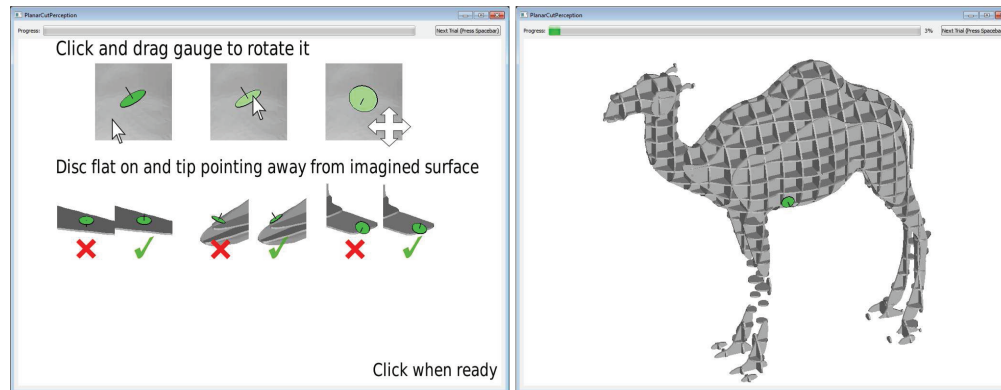 PlanarCutPerception
Progress:
Next Trial (Press Spacebar)
Click and drag gauge to rotate it
Disc flat on and tip pointing away from imagined surface
Click when ready
PlanarCutPerception
Progress:
3%
Next Trial (Press Spacebar)